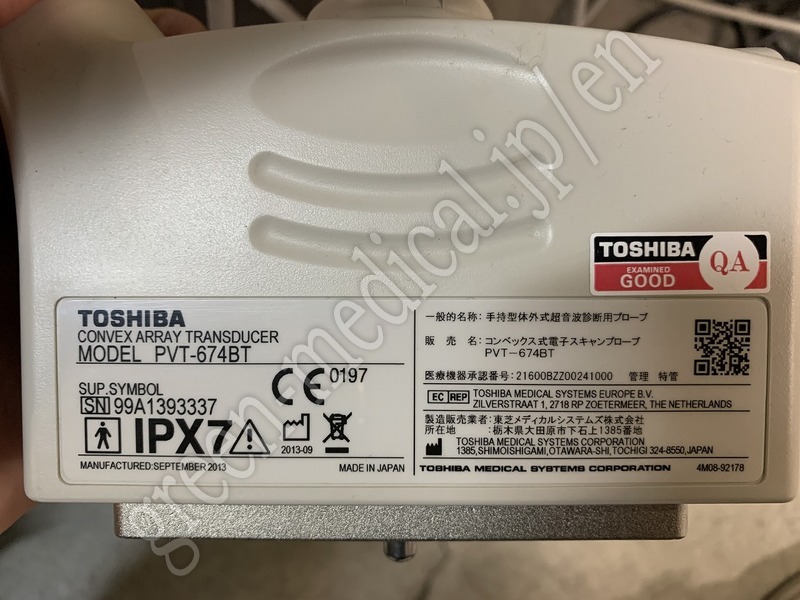 TOSHIBA
EXAMINED
GOOD
QA
TOSHIBA
CONVEX ARRAY TRANSDUCER
MODEL PVT-674BT
SUP.SYMBOL
SN 99A1393337
CE 0197
IPX7
2013-09
MANUFACTURED:SEPTEMBER 2013
MADE IN JAPAN
一般的名称:手持型体外式超音波診断用プローブ
販 売 名:コンベックス式電子スキャンプローブ
PVT-674BT
医療機器承認番号:21600BZZ00241000 管理 特管
EC REP TOSHIBA MEDICAL SYSTEMS EUROPE B.V.
ZILVERSTRAAT 1, 2718 RP ZOETERMEER, THE NETHERLANDS
製造販売業者:東芝メディカルシステムズ株式会社
所在地 :栃木県大田原市下石上1385番地
TOSHIBA MEDICAL SYSTEMS CORPORATION
1385,SHIMOISHIGAMI,OTAWARA-SHI,TOCHIGI 324-8550,JAPAN
TOSHIBA MEDICAL SYSTEMS CORPORATION
4M08-92178
green-medical.jp/en